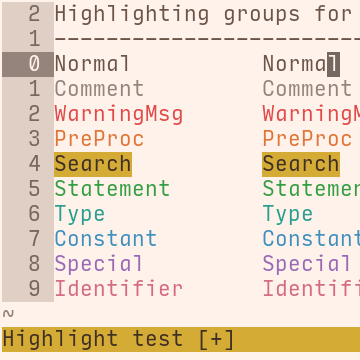 2 Highlighting groups for
1 ------------------------
0 Normal Normal
1 Comment Comment
2 WarningMsg Warning
3 PreProc PreProc
4 Search Search
5 Statement Statemen
6 Type Type
7 Constant Constant
8 Special Special
9 Identifier Identifi
~
Highlight test [+]